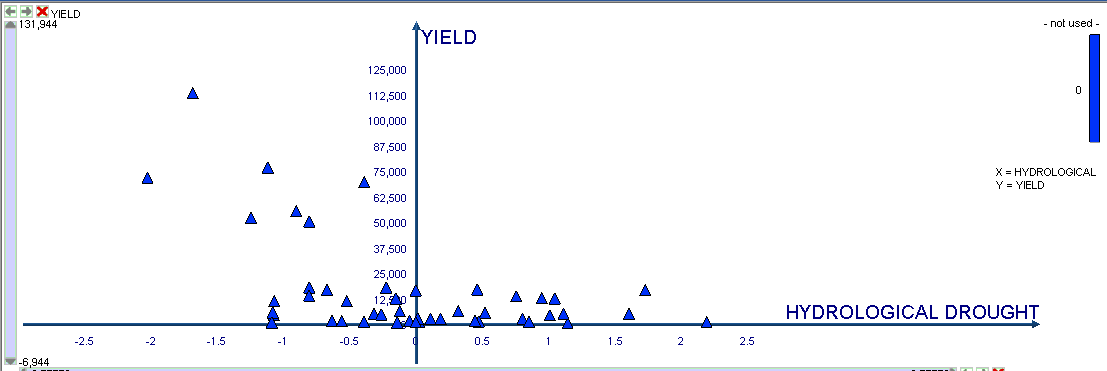 YIELD
131,944
- not used -
YIELD
125,000
112,500
100,000
87,500
75,000
62,500
50,000
37,500
25,000
0
X = HYDROLOGICAL
Y = YIELD
HYDROLOGICAL DROUGHT
-2.5 -2 -1.5 -1 -0.5 0 0.5 1 1.5 2 2.5
-6,944